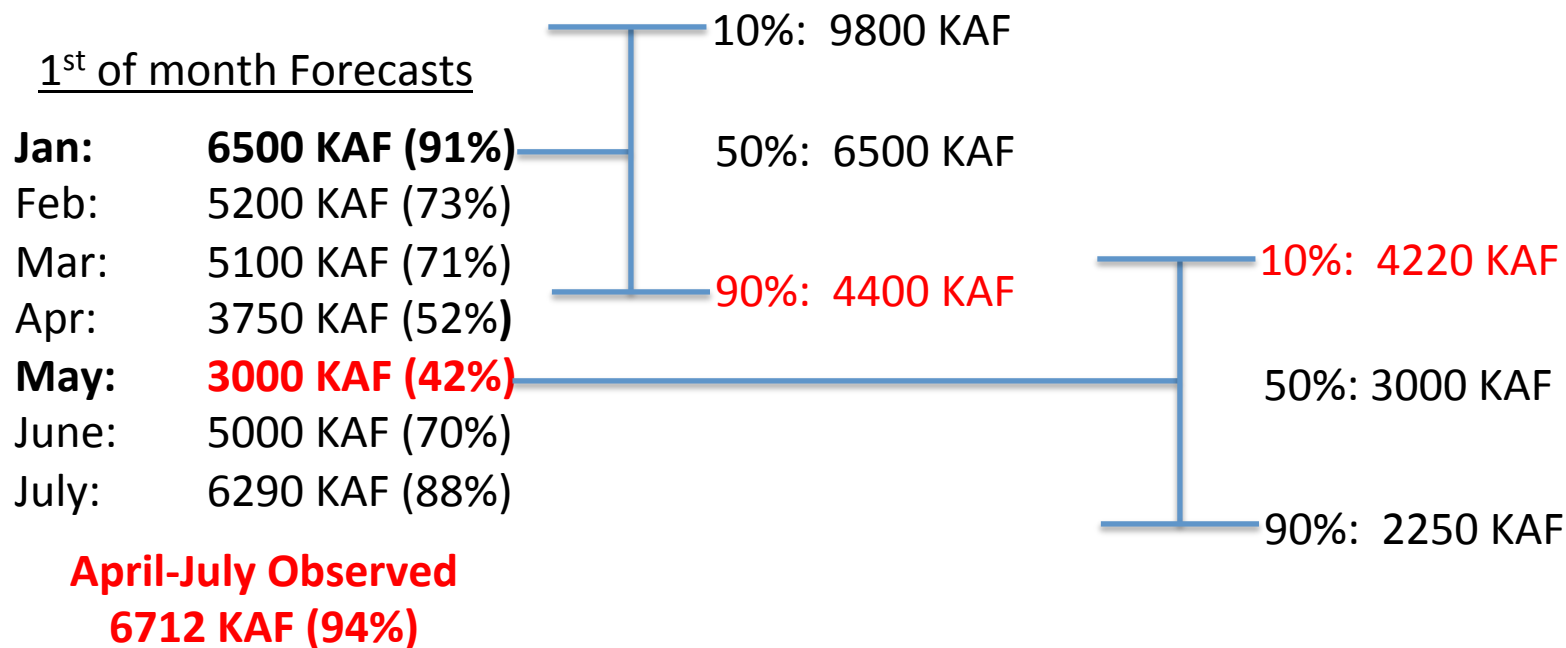 1st of month Forecasts
Jan: 6500 KAF (91%)
Feb: 5200 KAF (73%)
Mar: 5100 KAF (71%)
Apr: 3750 KAF (52%)
May: 3000 KAF (42%)
June: 5000 KAF (70%)
July: 6290 KAF (88%)
April-July Observed
6712 KAF (94%)
10%: 9800 KAF
50%: 6500 KAF
90%: 4400 KAF
10%: 4220 KAF
50%: 3000 KAF
90%: 2250 KAF